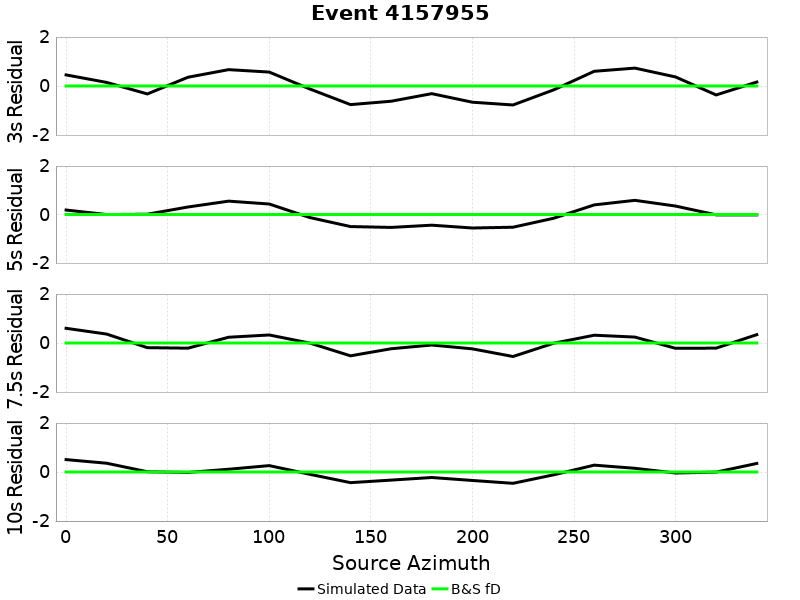 Event 4157955
3s Residual
2
0
-2
5s Residual
2
0
-2
7.5s Residual
2
0
-2
10s Residual
2
0
-2
0 50 100 150 200 250 300
Source Azimuth
Simulated Data B&S fD